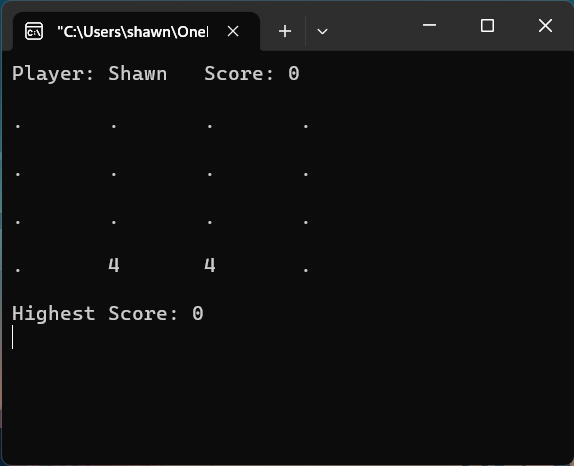 "C:\Users\shawn\OneI
Player: Shawn   Score: 0
.       .       .       .
.       .       .       .
.       .       .       .
.       4       4       .
Highest Score: 0